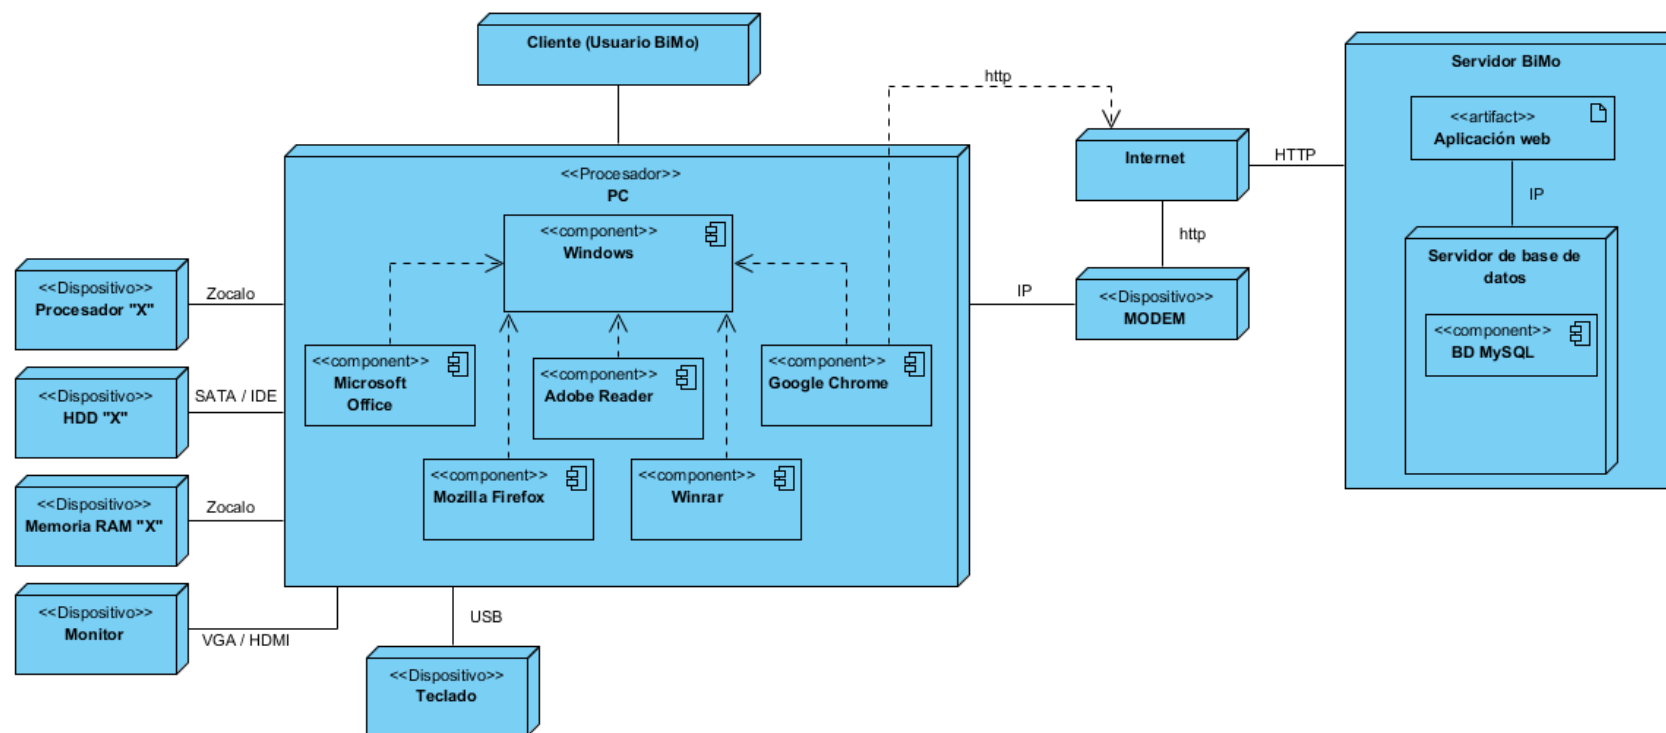 Cliente (Usuario BiMo)
http
Servidor BiMo
<<artifact>>
Aplicación web
IP
Servidor de base de
datos
<<component>>
BD MySQL
Internet
HTTP
http
<<Dispositivo>>
MODEM
IP
<<Procesador>>
PC
<<component>>
Windows
<<component>>
Microsoft
Office
<<component>>
Adobe Reader
<<component>>
Google Chrome
<<component>>
Mozilla Firefox
<<component>>
Winrar
<<Dispositivo>>
Procesador "X"
Zocalo
<<Dispositivo>>
HDD "X"
SATA / IDE
<<Dispositivo>>
Memoria RAM "X"
Zocalo
<<Dispositivo>>
Monitor
VGA / HDMI
USB
<<Dispositivo>>
Teclado